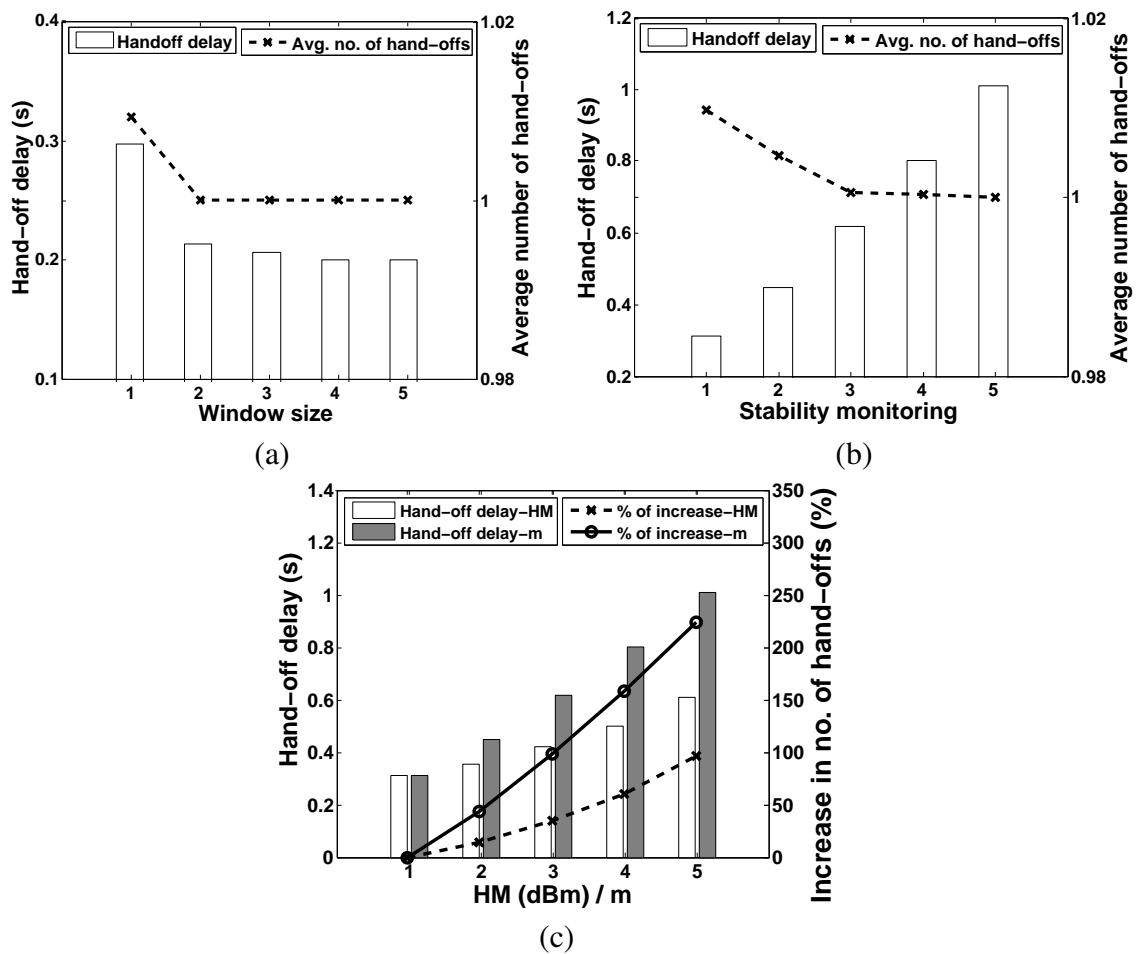 0.4
0.3
0.2
0.1
Hand-off delay (s)
Handoff delay
Avg. no. of hand-offs
1.02
1
0.98
Average number of hand-offs
1 2 3 4 5
Window size
(a)
1.2
1
0.8
0.6
0.4
0.2
Hand-off delay (s)
Handoff delay
Avg. no. of hand-offs
1.02
1
0.98
Average number of hand-offs
1 2 3 4 5
Stability monitoring
(b)
1.4
1.2
1
0.8
0.6
0.4
0.2
0
Hand-off delay (s)
Hand-off delay-HM
Hand-off delay-m
% of increase-HM
% of increase-m
350
300
250
200
150
100
50
0
Increase in no. of hand-offs (%)
1 2 3 4 5
HM (dBm) / m
(c)